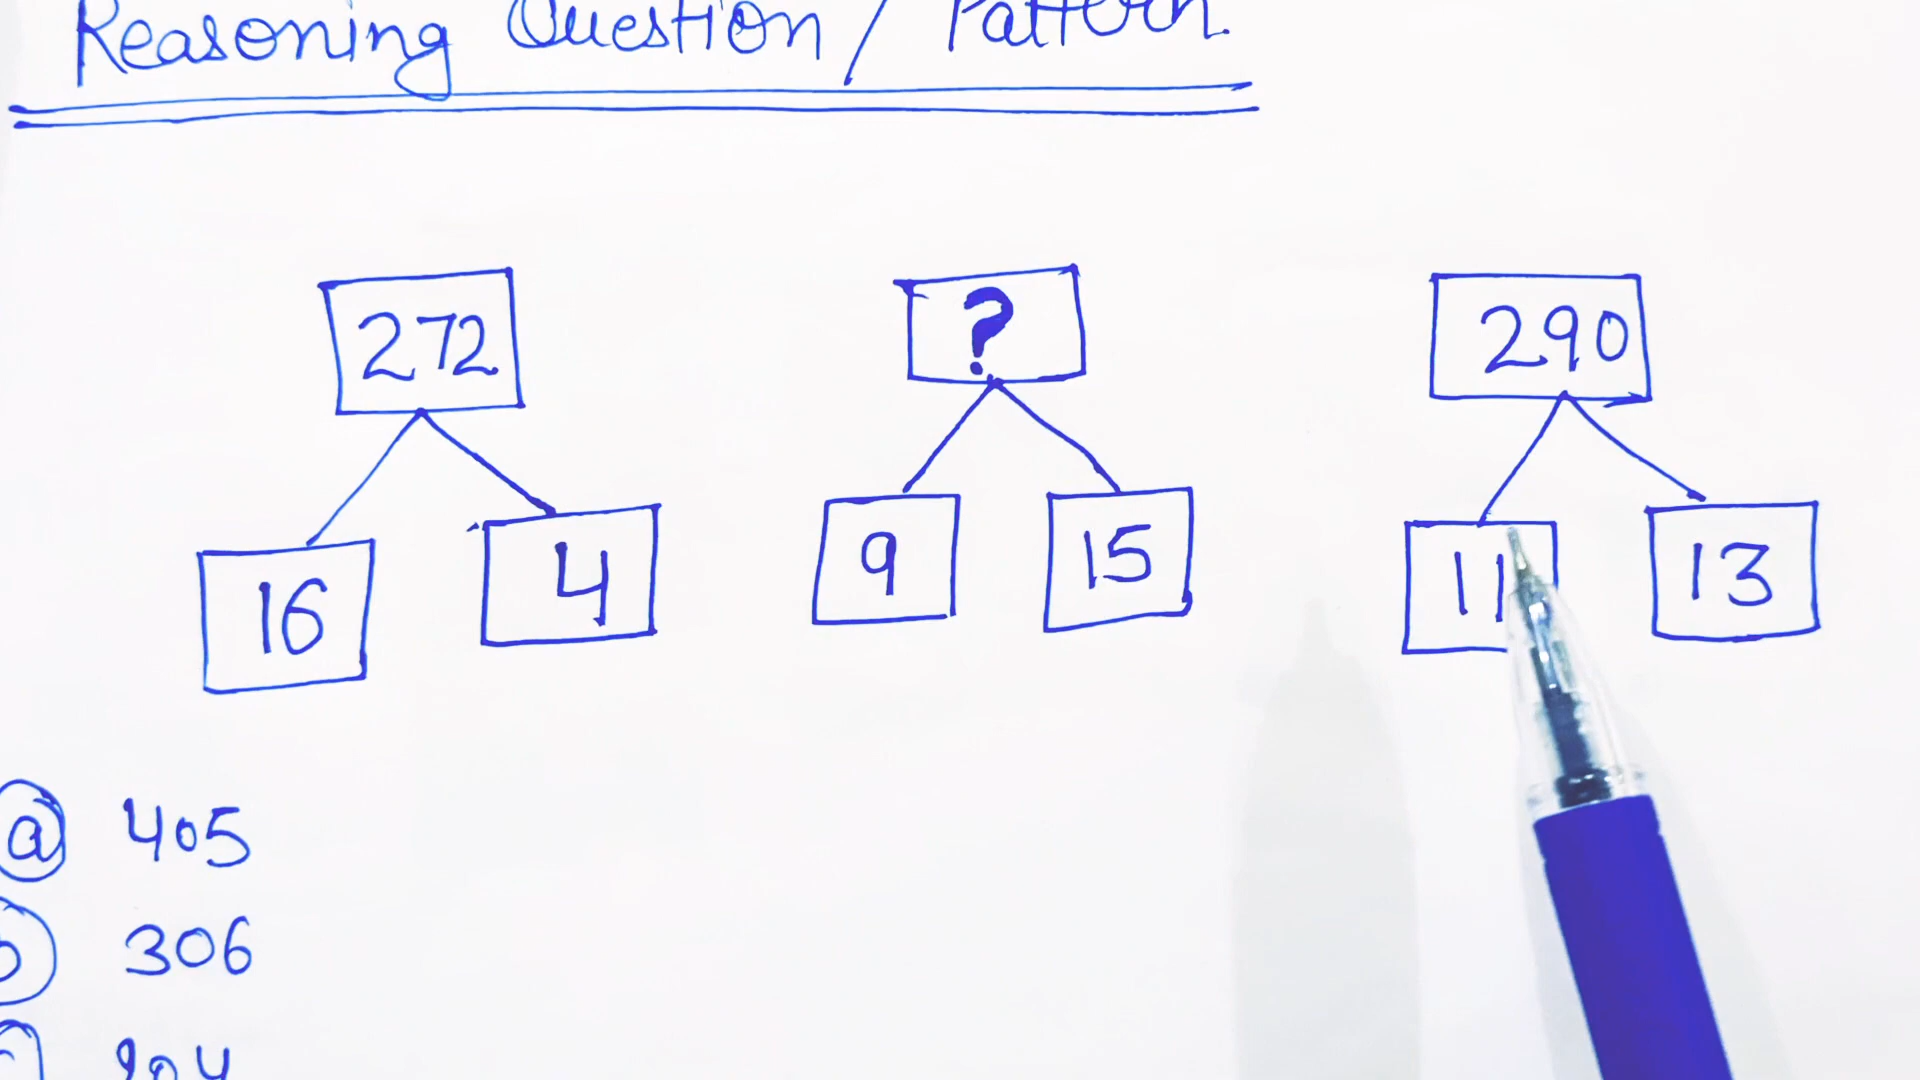 Reasoning Question / Pattern.
272 ? 290
16 4 9 15 11 13
a 405
b 306